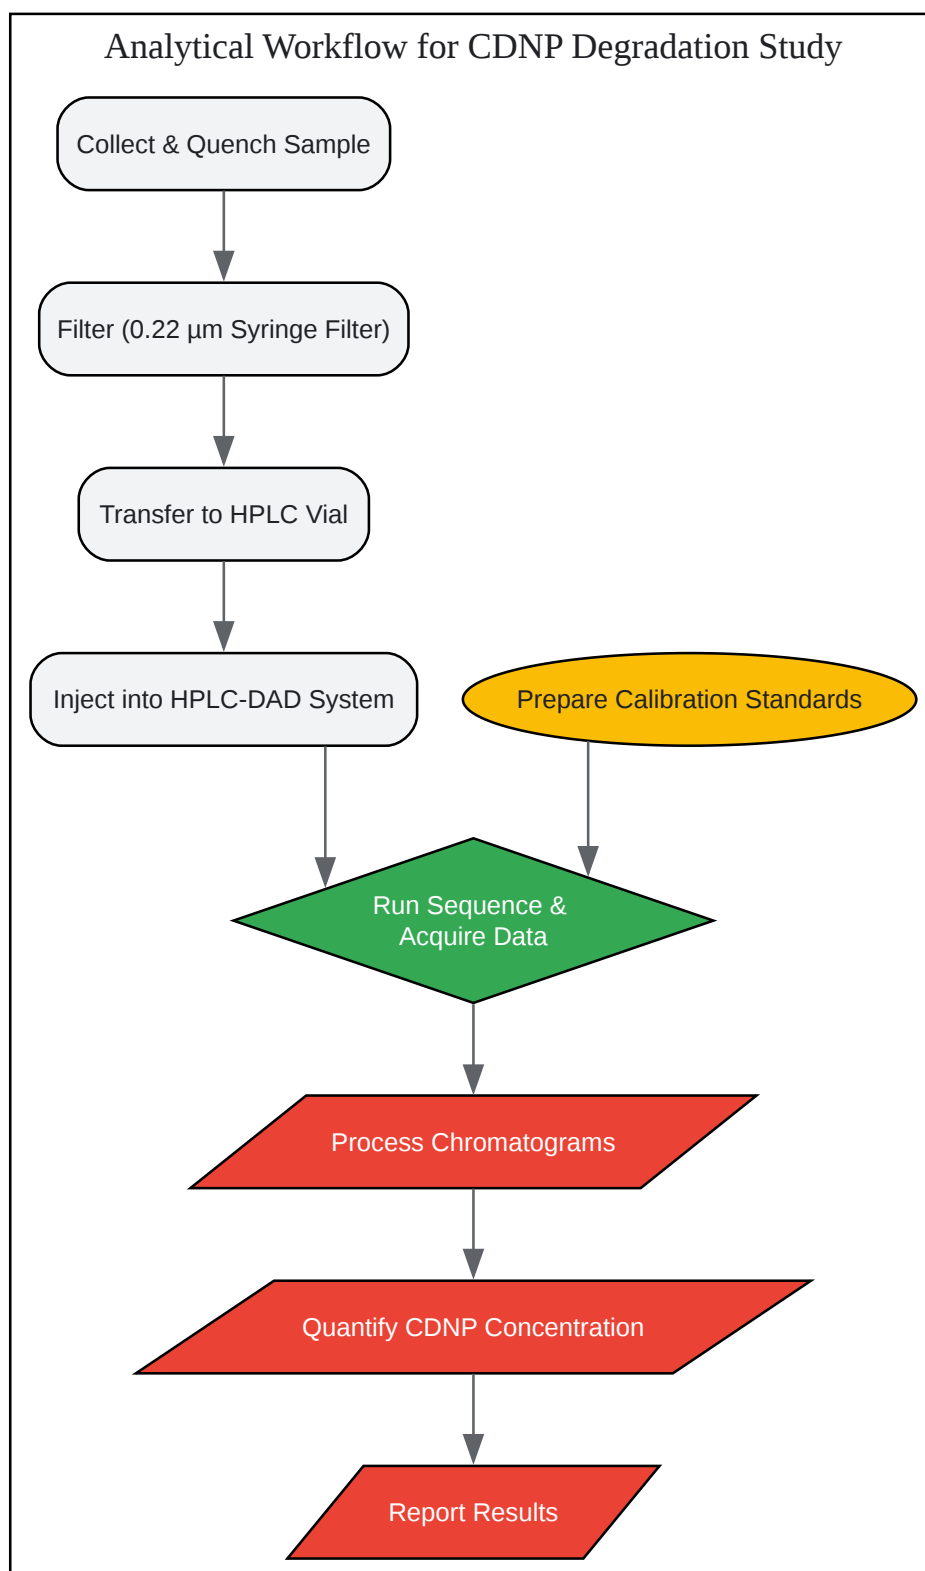 Analytical Workflow for CDNP Degradation Study
Collect & Quench Sample
Filter (0.22 µm Syringe Filter)
Transfer to HPLC Vial
Inject into HPLC-DAD System
Prepare Calibration Standards
Run Sequence &
Acquire Data
Process Chromatograms
Quantify CDNP Concentration
Report Results